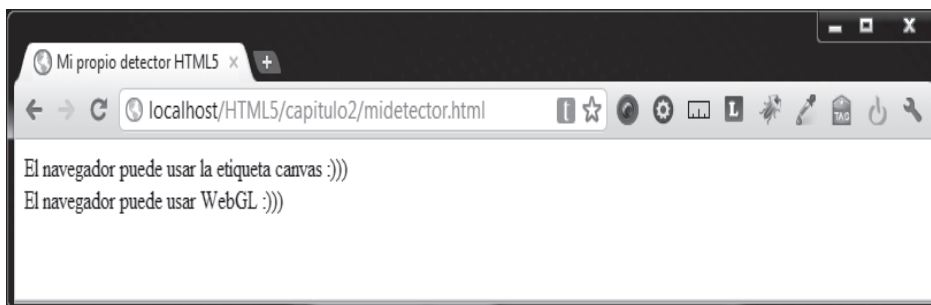 Mi propio detector HTML5
localhost/HTML5/capitulo2/midetector.html
El navegador puede usar la etiqueta canvas :)))
El navegador puede usar WebGL :)))